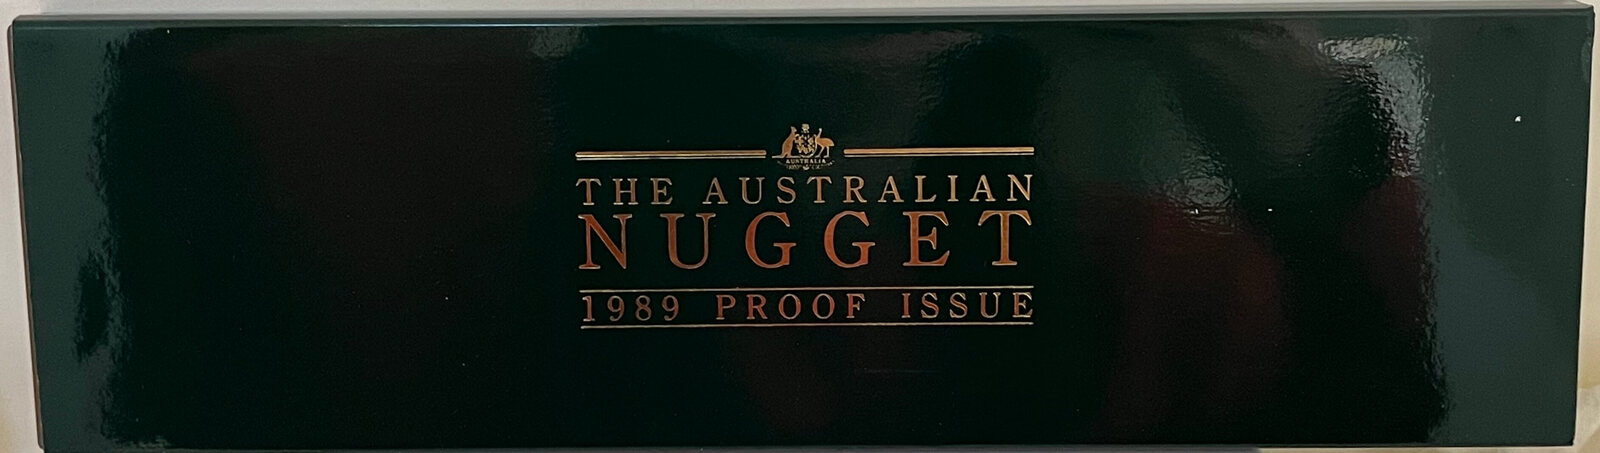 AUSTRALIA
THE AUSTRALIAN
NUGGET
1989 PROOF ISSUE